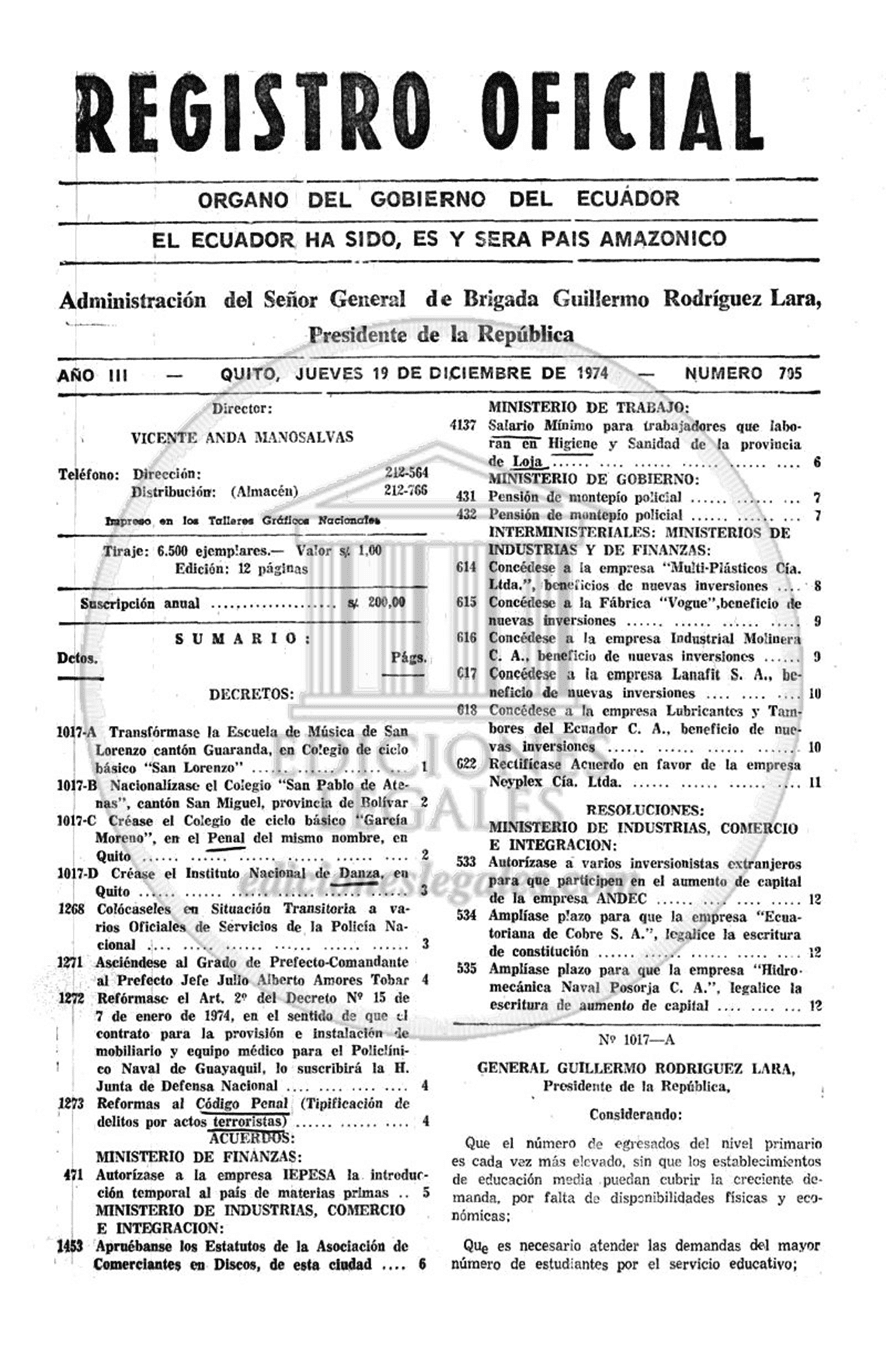 REGISTRO OFICIAL
ORGANO DEL GOBIERNO DEL ECUADOR
EL ECUADOR HA SIDO, ES Y SERA PAIS AMAZONICO
Administración del Señor General de Brigada Guillermo Rodríguez Lara,
Presidente de la República
AÑO III — QUITO, JUEVES 19 DE DICIEMBRE DE 1974 — NUMERO 705
Director:
VICENTE ANDA MANOSALVAS
Teléfono: Dirección: 212-564
Distribución: (Almacén) 212-766
Impreso en los Talleres Gráficos Nacionales
Tiraje: 6.500 ejemplares.— Valor s/. 1,00
Edición: 12 páginas
Suscripción anual .................... s/. 200,00
SUMARIO:
Dctos. Págs.
DECRETOS:
1017-A Transfórmase la Escuela de Música de San
Lorenzo cantón Guaranda, en Colegio de ciclo
básico “San Lorenzo” ...... ...... ...... ... 1
1017-B Nacionalízase el Colegio “San Pablo de Ate-
nas”, cantón San Miguel, provincia de Bolívar 2
1017-C Créase el Colegio de ciclo básico “García
Moreno”, en el Penal del mismo nombre, en
Quito ...... ...... ...... ...... ...... .... 2
1017-D Créase el Instituto Nacional de Danza, en
Quito ...... ...... ...... ...... ...... .... 3
1268 Colócaseles en Situación Transitoria a va-
rios Oficiales de Servicios de la Policía Na-
cional .... ...... ...... ...... ...... ...... 3
1271 Asciéndese al Grado de Prefecto-Comandante
al Prefecto Jefe Julio Alberto Amores Tobar 4
1272 Refórmase el Art. 2º del Decreto Nº 15 de
7 de enero de 1974, en el sentido de que el
contrato para la provisión e instalación de
mobiliario y equipo médico para el Policlíni-
co Naval de Guayaquil, lo suscribirá la H.
Junta de Defensa Nacional .... .... .... .... 4
1273 Reformas al Código Penal (Tipificación de
delitos por actos terroristas) ...... ...... .... 4
ACUERDOS:
MINISTERIO DE FINANZAS:
471 Autorízase a la empresa IEPESA la introduc-
ción temporal al país de materias primas .. 5
MINISTERIO DE INDUSTRIAS, COMERCIO
E INTEGRACION:
1453 Apruébanse los Estatutos de la Asociación de
Comerciantes en Discos, de esta ciudad .... 6
MINISTERIO DE TRABAJO:
4137 Salario Mínimo para trabajadores que labo-
ran en Higiene y Sanidad de la provincia
de Loja ...... ...... ...... ...... ...... .... 6
MINISTERIO DE GOBIERNO:
431 Pensión de montepío policial ...... ...... ... 7
432 Pensión de montepío policial ...... ...... ... 7
INTERMINISTERIALES: MINISTERIOS DE
INDUSTRIAS Y DE FINANZAS:
614 Concédese a la empresa “Multi-Plásticos Cía.
Ltda.”, beneficios de nuevas inversiones .... 8
615 Concédese a la Fábrica “Vogue”,beneficio de
nuevas inversiones ...... ...... ...... ...... 9
616 Concédese a la empresa Industrial Molinera
C. A., beneficio de nuevas inversiones ...... 9
617 Concédese a la empresa Lanafit S. A., be-
neficio de nuevas inversiones .... .... .... 10
618 Concédese a la empresa Lubricantes y Tam-
bores del Ecuador C. A., beneficio de nue-
vas inversiones ...... ...... ...... ...... 10
622 Rectifícase Acuerdo en favor de la empresa
Neyplex Cía. Ltda. ...... ...... ...... .... 11
RESOLUCIONES:
MINISTERIO DE INDUSTRIAS, COMERCIO
E INTEGRACION:
533 Autorízase a varios inversionistas extranjeros
para que participen en el aumento de capital
de la empresa ANDEC ...... .... .... ..... 12
534 Amplíase plazo para que la empresa “Ecua-
toriana de Cobre S. A.”, legalice la escritura
de constitución ...... ...... ...... ...... .... 12
535 Amplíase plazo para que la empresa “Hidro-
mecánica Naval Posorja C. A.”, legalice la
escritura de aumento de capital .... .... ... 12
Nº 1017—A
GENERAL GUILLERMO RODRIGUEZ LARA,
Presidente de la República,
Considerando:
Que el número de egresados del nivel primario
es cada vez más elevado, sin que los establecimientos
de educación media puedan cubrir la creciente de-
manda, por falta de disponibilidades físicas y eco-
nómicas;
Que es necesario atender las demandas del mayor
número de estudiantes por el servicio educativo;
EDICIONES
LEGALES